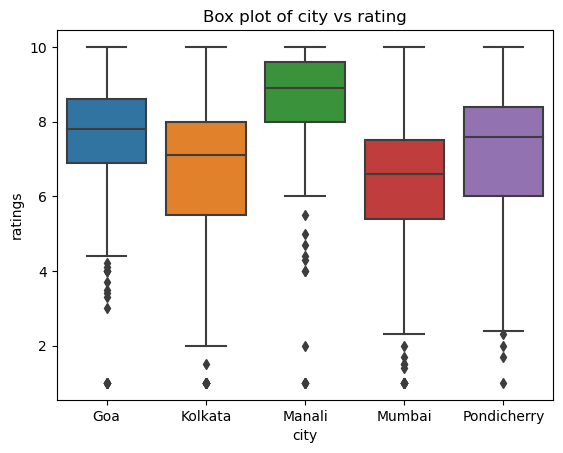 Box plot of city vs rating
10
8
6
4
2
ratings
Goa Kolkata Manali Mumbai Pondicherry
city